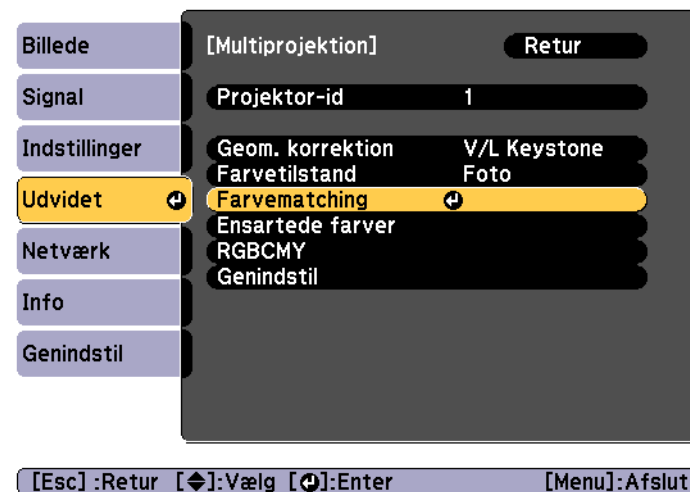 Billede
Signal
Indstillinger
Udvidet
Netværk
Info
Genindstil
[Multiprojektion] Retur
Projektor-id 1
Geom. korrektion V/L Keystone
Farvetilstand Foto
Farvematching
Ensartede farver
RGBCMY
Genindstil
[Esc] :Retur [◆]:Vælg [⏎]:Enter [Menu]:Afslut